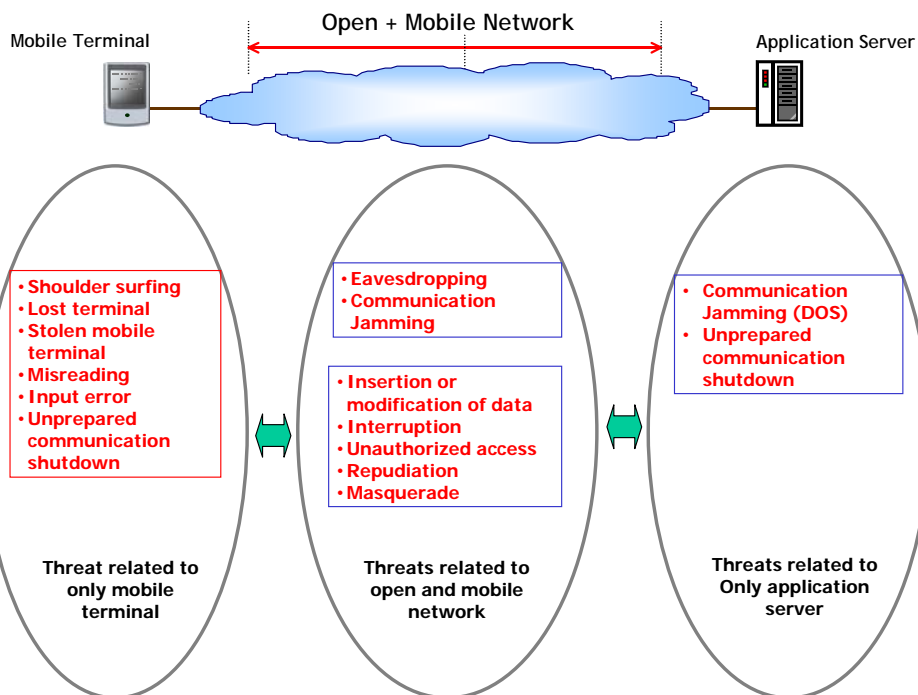 Open + Mobile Network
Mobile Terminal
Application Server
• Shoulder surfing
• Lost terminal
• Stolen mobile
terminal
• Misreading
• Input error
• Unprepared
communication
shutdown
Threat related to
only mobile
terminal
• Eavesdropping
• Communication
Jamming
• Insertion or
modification of data
• Interruption
• Unauthorized access
• Repudiation
• Masquerade
Threats related to
open and mobile
network
• Communication
Jamming (DOS)
• Unprepared
communication
shutdown
Threats related to
Only application
server